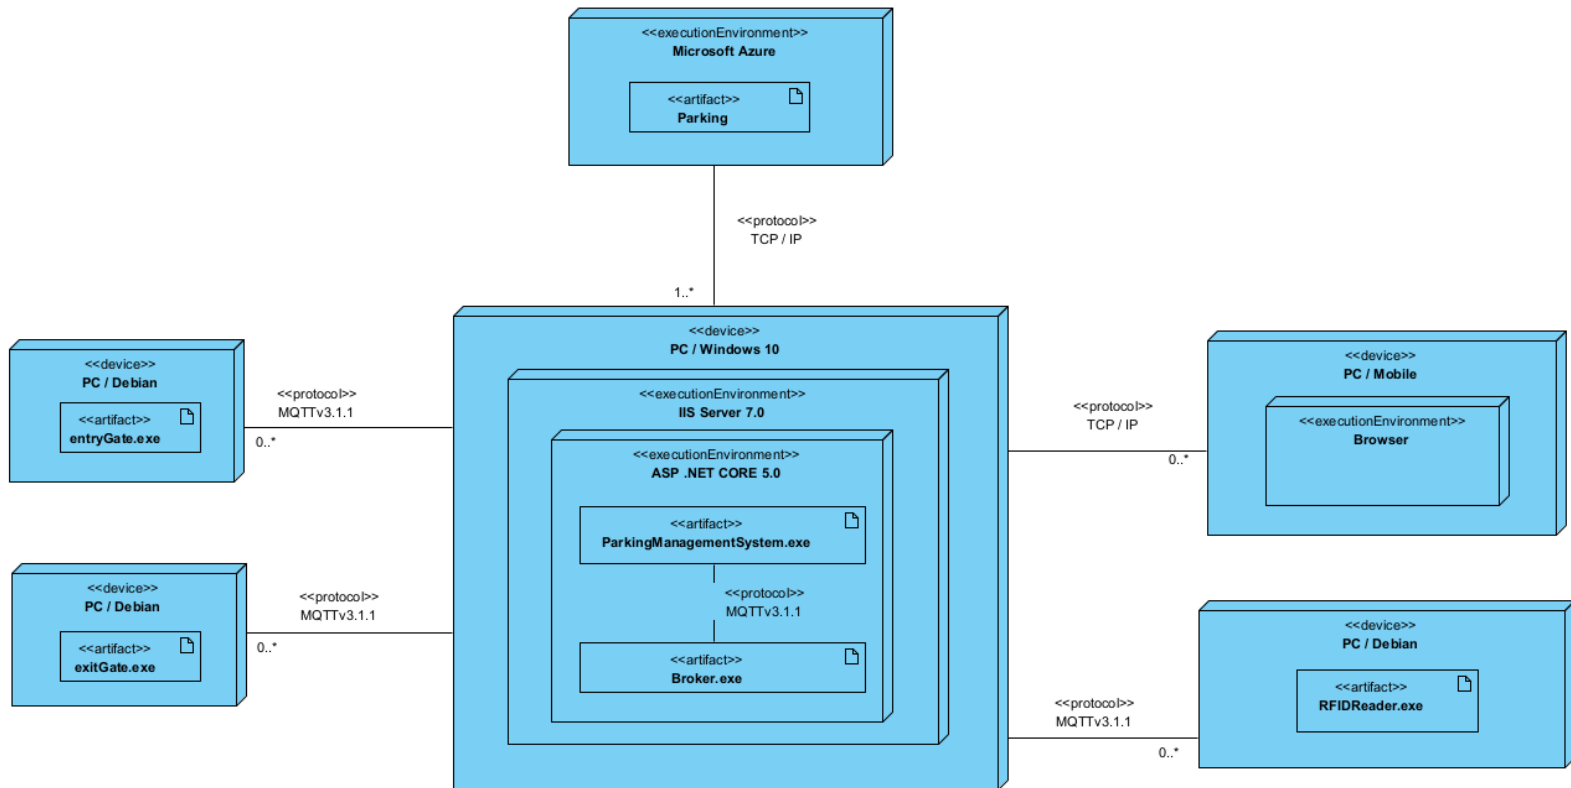 <<executionEnvironment>>
Microsoft Azure
<<artifact>>
Parking
<<protocol>>
TCP / IP
1..*
<<device>>
PC / Debian
<<artifact>>
entryGate.exe
<<protocol>>
MQTTv3.1.1
0..*
<<device>>
PC / Debian
<<artifact>>
exitGate.exe
<<protocol>>
MQTTv3.1.1
0..*
<<device>>
PC / Windows 10
<<executionEnvironment>>
IIS Server 7.0
<<executionEnvironment>>
ASP .NET CORE 5.0
<<artifact>>
ParkingManagementSystem.exe
<<protocol>>
MQTTv3.1.1
<<artifact>>
Broker.exe
<<protocol>>
TCP / IP
0..*
<<device>>
PC / Mobile
<<executionEnvironment>>
Browser
<<protocol>>
MQTTv3.1.1
0..*
<<device>>
PC / Debian
<<artifact>>
RFIDReader.exe